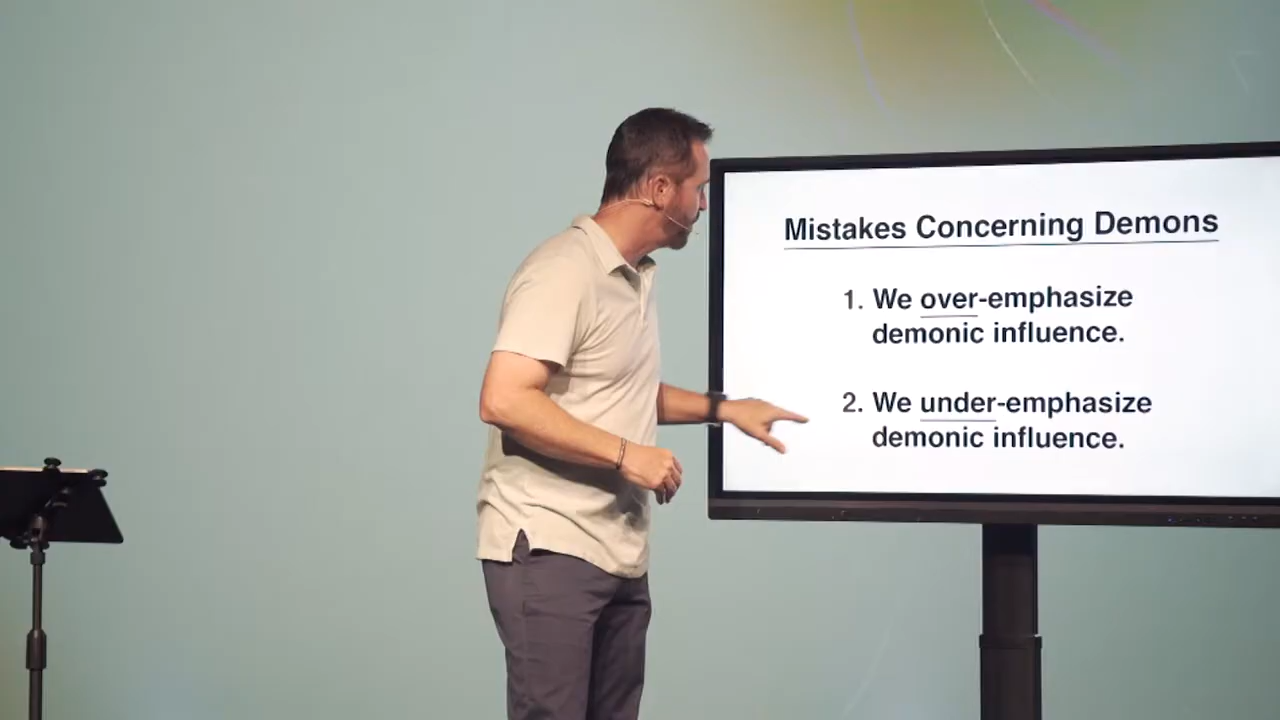 Mistakes Concerning Demons
1. We over-emphasize
demonic influence.
2. We under-emphasize
demonic influence.